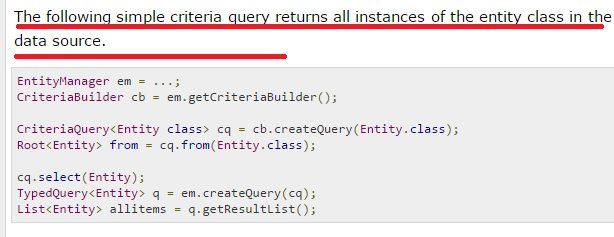 The following simple criteria query returns all instances of the entity class in the
data source.
EntityManager em = ...;
CriteriaBuilder cb = em.getCriteriaBuilder();
CriteriaQuery<Entity class> cq = cb.createQuery(Entity.class);
Root<Entity> from = cq.from(Entity.class);
cq.select(Entity);
TypedQuery<Entity> q = em.createQuery(cq);
List<Entity> allitems = q.getResultList();